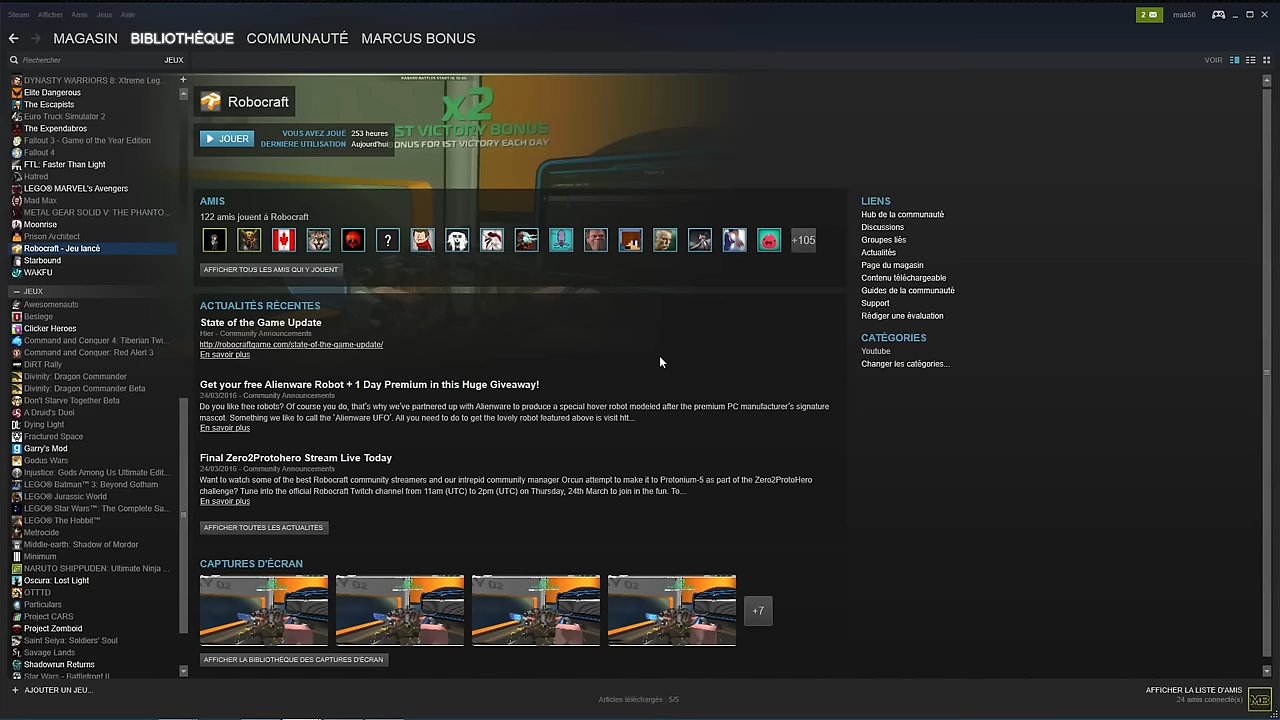 Steam Afficher Amis Jeux Aide
2 mab50
MAGASIN BIBLIOTHÈQUE COMMUNAUTÉ MARCUS BONUS
Rechercher JEUX VOIR
DYNASTY WARRIORS 8: Xtreme Leg...
Elite Dangerous
The Escapists
Euro Truck Simulator 2
The Expendabros
Fallout 3 - Game of the Year Edition
Fallout 4
FTL: Faster Than Light
Hatred
LEGO® MARVEL's Avengers
Mad Max
METAL GEAR SOLID V: THE PHANTO...
Moonrise
Prison Architect
Robocraft - Jeu lancé
Starbound
WAKFU
JEUX
Awesomenauts
Besiege
Clicker Heroes
Command and Conquer 4: Tiberian Twi...
Command and Conquer: Red Alert 3
DiRT Rally
Divinity: Dragon Commander
Divinity: Dragon Commander Beta
Don't Starve Together Beta
A Druid's Duel
Dying Light
Fractured Space
Garry's Mod
Godus Wars
Injustice: Gods Among Us Ultimate Edit...
LEGO® Batman™ 3: Beyond Gotham
LEGO® Jurassic World
LEGO® Star Wars™: The Complete Sa...
LEGO® The Hobbit™
Metrocide
Middle-earth: Shadow of Mordor
Minimum
NARUTO SHIPPUDEN: Ultimate Ninja ...
Oscura: Lost Light
OTTTD
Particulars
Project CARS
Project Zomboid
Saint Seiya: Soldiers' Soul
Savage Lands
Shadowrun Returns
Star Wars - Battlefront II
+ AJOUTER UN JEU...
Robocraft
JOUER
VOUS AVEZ JOUÉ 253 heures
DERNIÈRE UTILISATION Aujourd'hui
x2
ST VICTORY BONUS
ONUS FOR 1ST VICTORY EACH DAY
AMIS
122 amis jouent à Robocraft
? +105
AFFICHER TOUS LES AMIS QUI Y JOUENT
ACTUALITÉS RÉCENTES
State of the Game Update
Hier - Community Announcements
http://robocraftgame.com/state-of-the-game-update/
En savoir plus
Get your free Alienware Robot + 1 Day Premium in this Huge Giveaway!
24/03/2016 - Community Announcements
Do you like free robots? Of course you do, that's why we've partnered up with Alienware to produce a special hover robot modeled after the premium PC manufacturer's signature
mascot. Something we like to call the 'Alienware UFO'. All you need to do to get the lovely robot featured above is visit htt...
En savoir plus
Final Zero2Protohero Stream Live Today
24/03/2016 - Community Announcements
Want to watch some of the best Robocraft community streamers and our intrepid community manager Orcun attempt to make it to Protonium-5 as part of the Zero2ProtoHero
challenge? Tune into the official Robocraft Twitch channel from 11am (UTC) to 2pm (UTC) on Thursday, 24th March to join in the fun. To...
En savoir plus
AFFICHER TOUTES LES ACTUALITÉS
CAPTURES D'ÉCRAN
+7
AFFICHER LA BIBLIOTHÈQUE DES CAPTURES D'ÉCRAN
LIENS
Hub de la communauté
Discussions
Groupes liés
Actualités
Page du magasin
Contenu téléchargeable
Guides de la communauté
Support
Rédiger une évaluation
CATÉGORIES
Youtube
Changer les catégories...
Articles téléchargés : 5/5
AFFICHER LA LISTE D'AMIS
24 amis connecté(s)